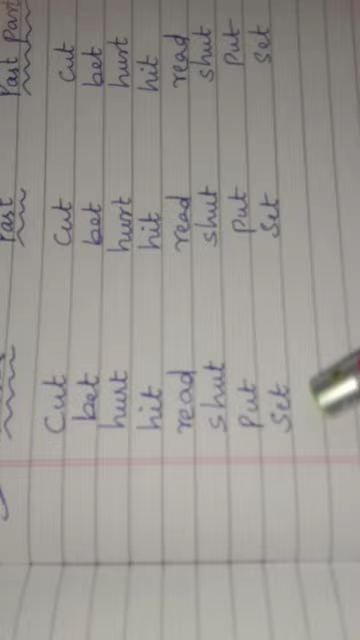 Past Past Part
Cut cut cut
bet bet bet
hurt hurt hurt
hit hit hit
read read read
shut shut shut
Put Put Put
Set Set Set